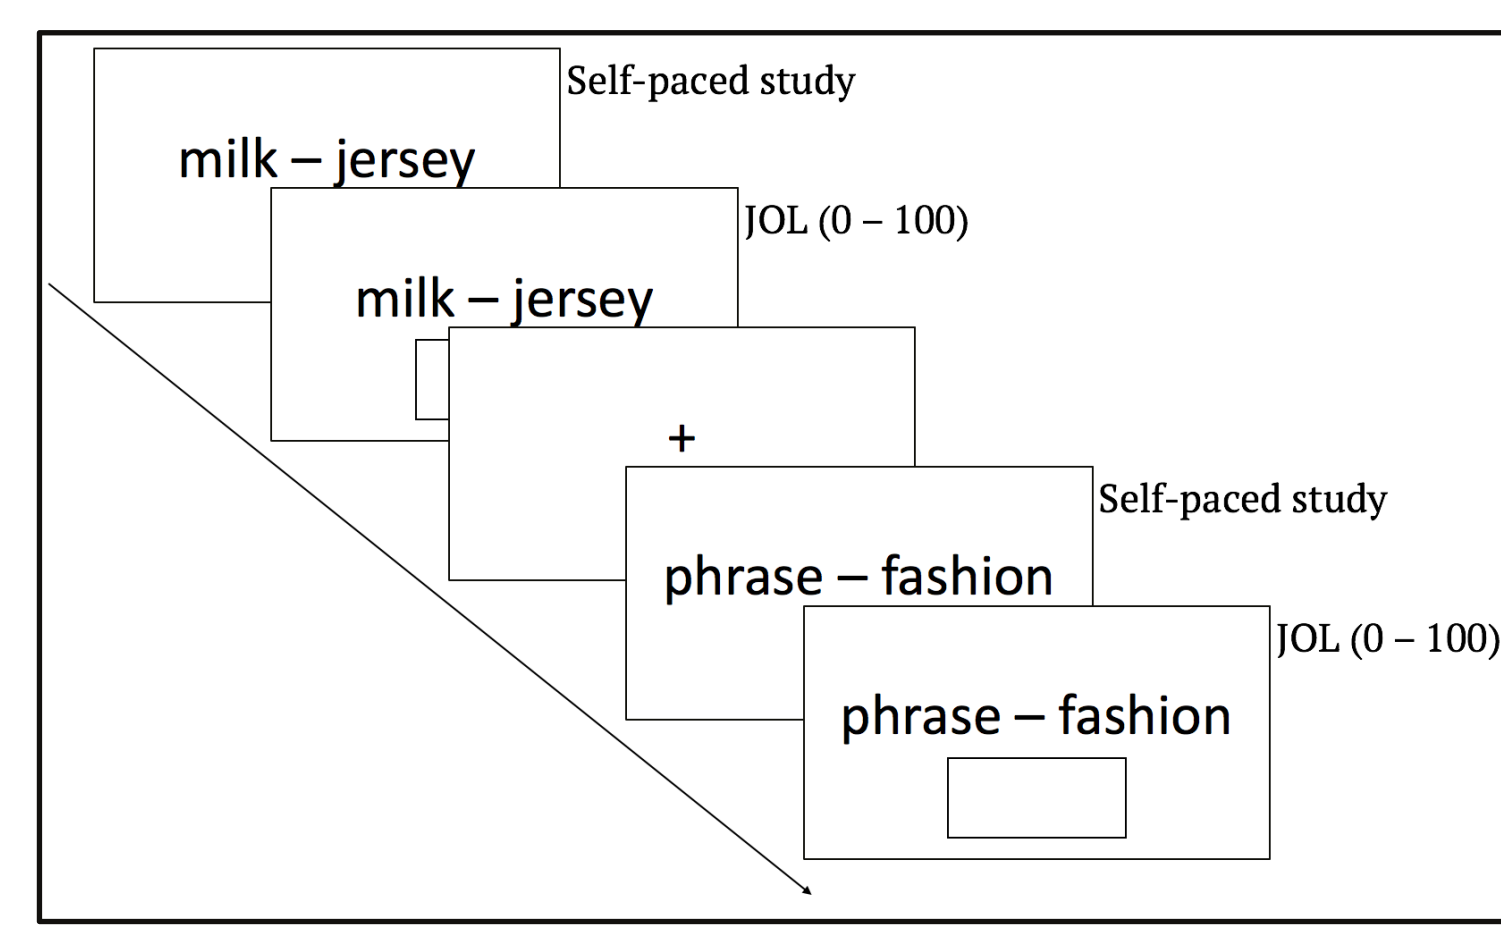 Self-paced study
milk – jersey
JOL (0 – 100)
milk – jersey
+
Self-paced study
phrase – fashion
JOL (0 – 100)
phrase – fashion